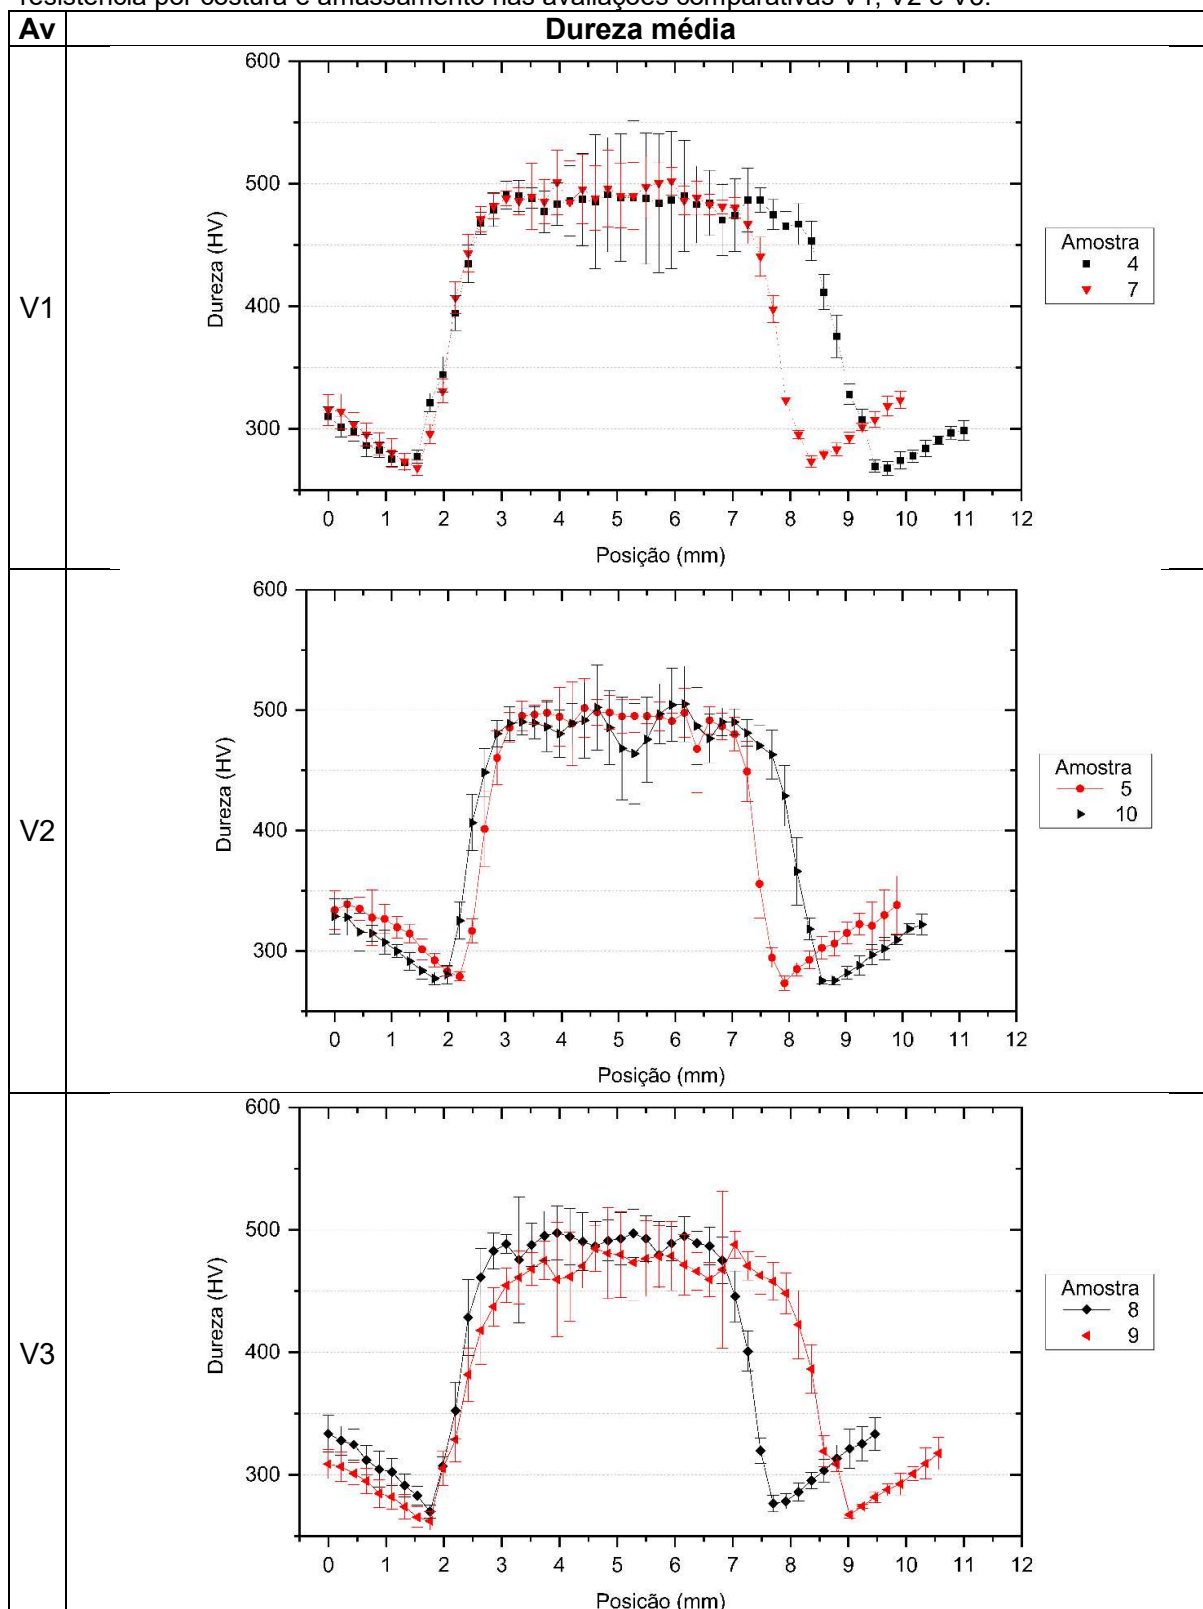 resistência por costura e amassamento nas avaliações comparativas V1, V2 e V3.
Av Dureza média
V1
600
500
400
300
Dureza (HV)
0 1 2 3 4 5 6 7 8 9 10 11 12
Posição (mm)
Amostra
4
7
V2
600
500
400
300
Dureza (HV)
0 1 2 3 4 5 6 7 8 9 10 11 12
Posição (mm)
Amostra
5
10
V3
600
500
400
300
Dureza (HV)
0 1 2 3 4 5 6 7 8 9 10 11 12
Posição (mm)
Amostra
8
9